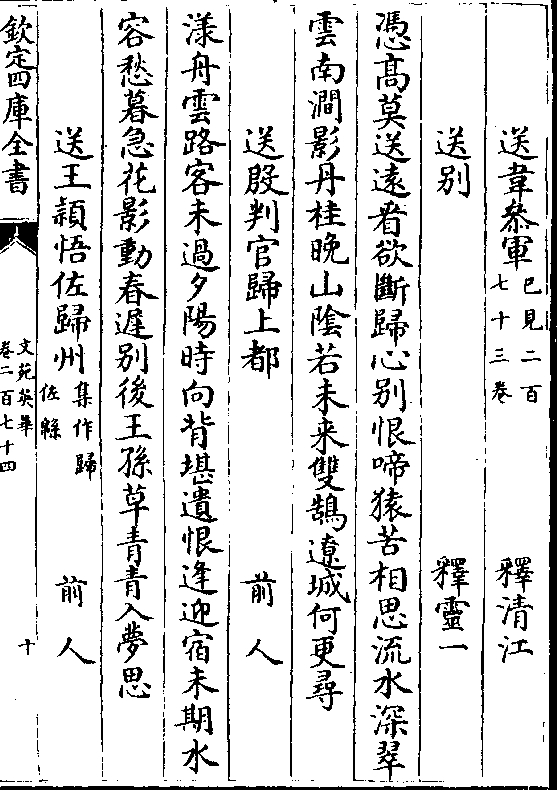 送韋叅軍已見二百七十三卷 釋清江
送別 釋靈一
憑髙莫送遠看欲斷歸心别恨啼猿苦相思流水深翠
雲南澗影丹桂晚山陰若未来雙鵠遼城何更尋
送殷判官歸上都 前人
漾舟雲路客未過夕陽時向背堪遺恨逢迎宿未期水
容愁暮急花影動春遲别後王孫草青青入夢思
送王頴悟佐歸州集作歸佐縣 前人
欽定四庫全書 文苑英華卷二百七十四 十